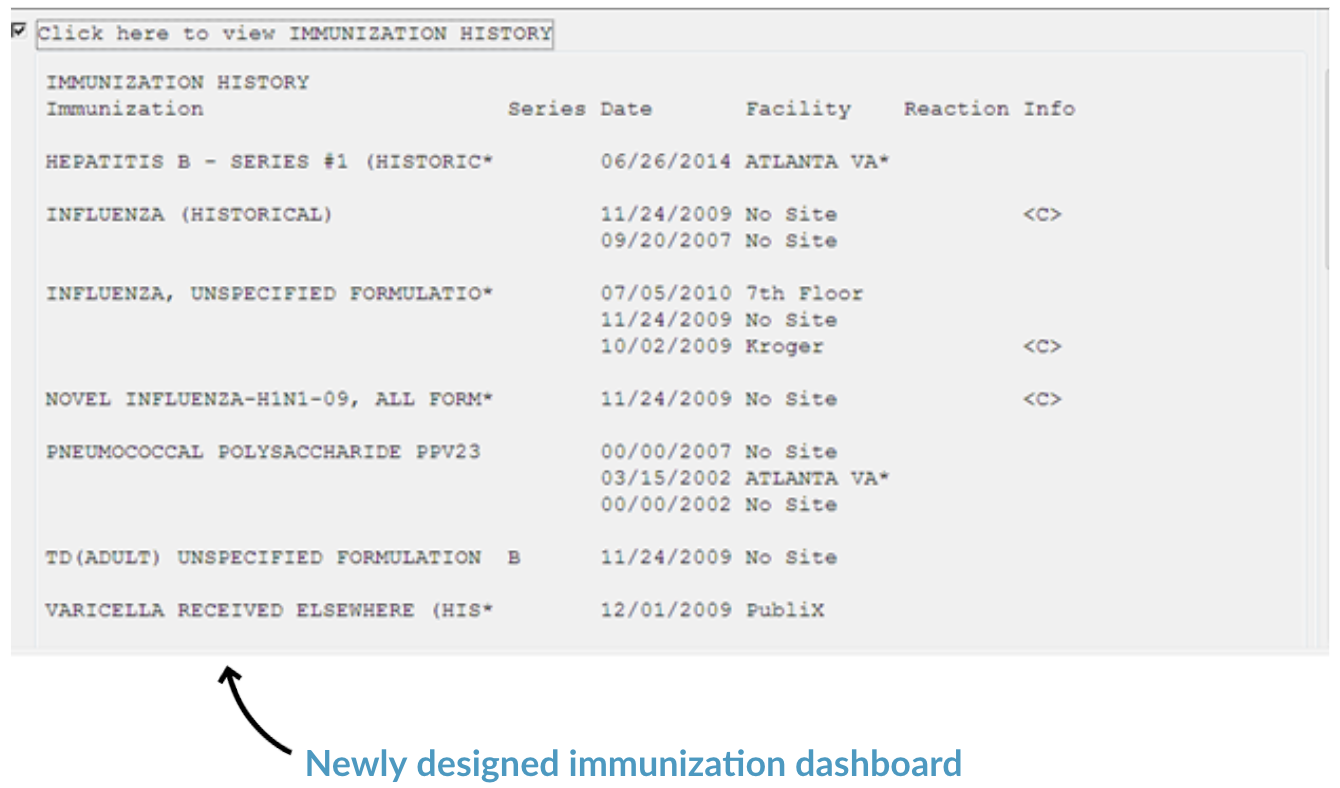 Click here to view IMMUNIZATION HISTORY
IMMUNIZATION HISTORY
Immunization Series Date Facility Reaction Info
HEPATITIS B - SERIES #1 (HISTORIC* 06/26/2014 ATLANTA VA*
INFLUENZA (HISTORICAL) 11/24/2009 No Site <C>
09/20/2007 No Site
INFLUENZA, UNSPECIFIED FORMULATIO* 07/05/2010 7th Floor
11/24/2009 No Site
10/02/2009 Kroger <C>
NOVEL INFLUENZA-H1N1-09, ALL FORM* 11/24/2009 No Site <C>
PNEUMOCOCCAL POLYSACCHARIDE PPV23 00/00/2007 No Site
03/15/2002 ATLANTA VA*
00/00/2002 No Site
TD(ADULT) UNSPECIFIED FORMULATION B 11/24/2009 No Site
VARICELLA RECEIVED ELSEWHERE (HIS* 12/01/2009 PubliX
Newly designed immunization dashboard